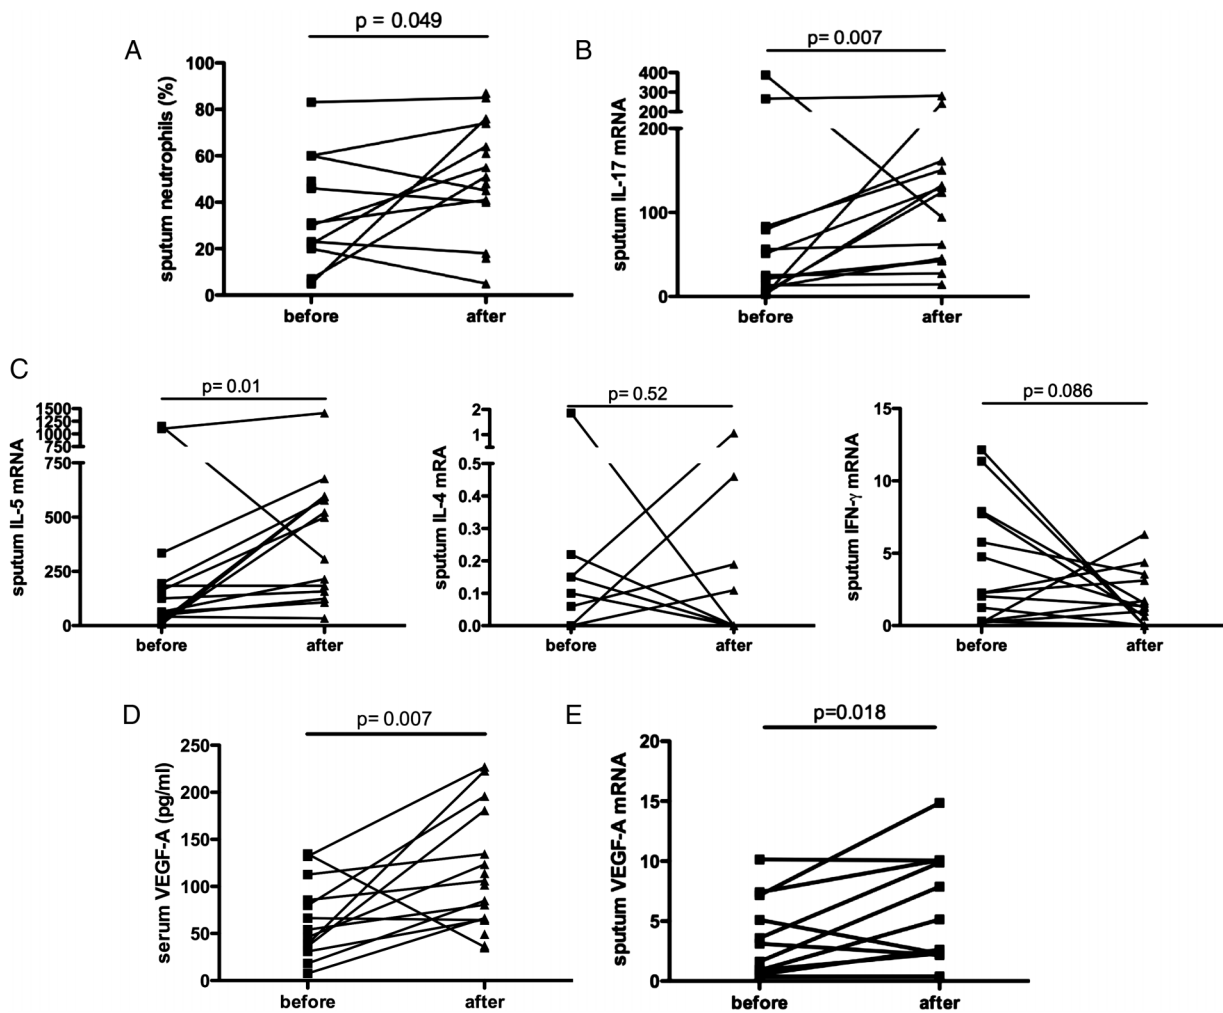 p = 0.049
A
sputum neutrophils (%)
100
80
60
40
20
0
before
after
p= 0.007
B
sputum IL-17 mRNA
400
300
200
200
100
0
before
after
C
p= 0.01
sputum IL-5 mRNA
1500
1250
1000
750
750
500
250
0
before
after
p= 0.52
sputum IL-4 mRA
2
1
0.5
0.4
0.3
0.2
0.1
0.0
before
after
p= 0.086
sputum IFN-γ mRNA
15
10
5
0
before
after
D
p= 0.007
serum VEGF-A (pg/ml)
250
200
150
100
50
0
before
after
E
p=0.018
sputum VEGF-A mRNA
20
15
10
5
0
before
after